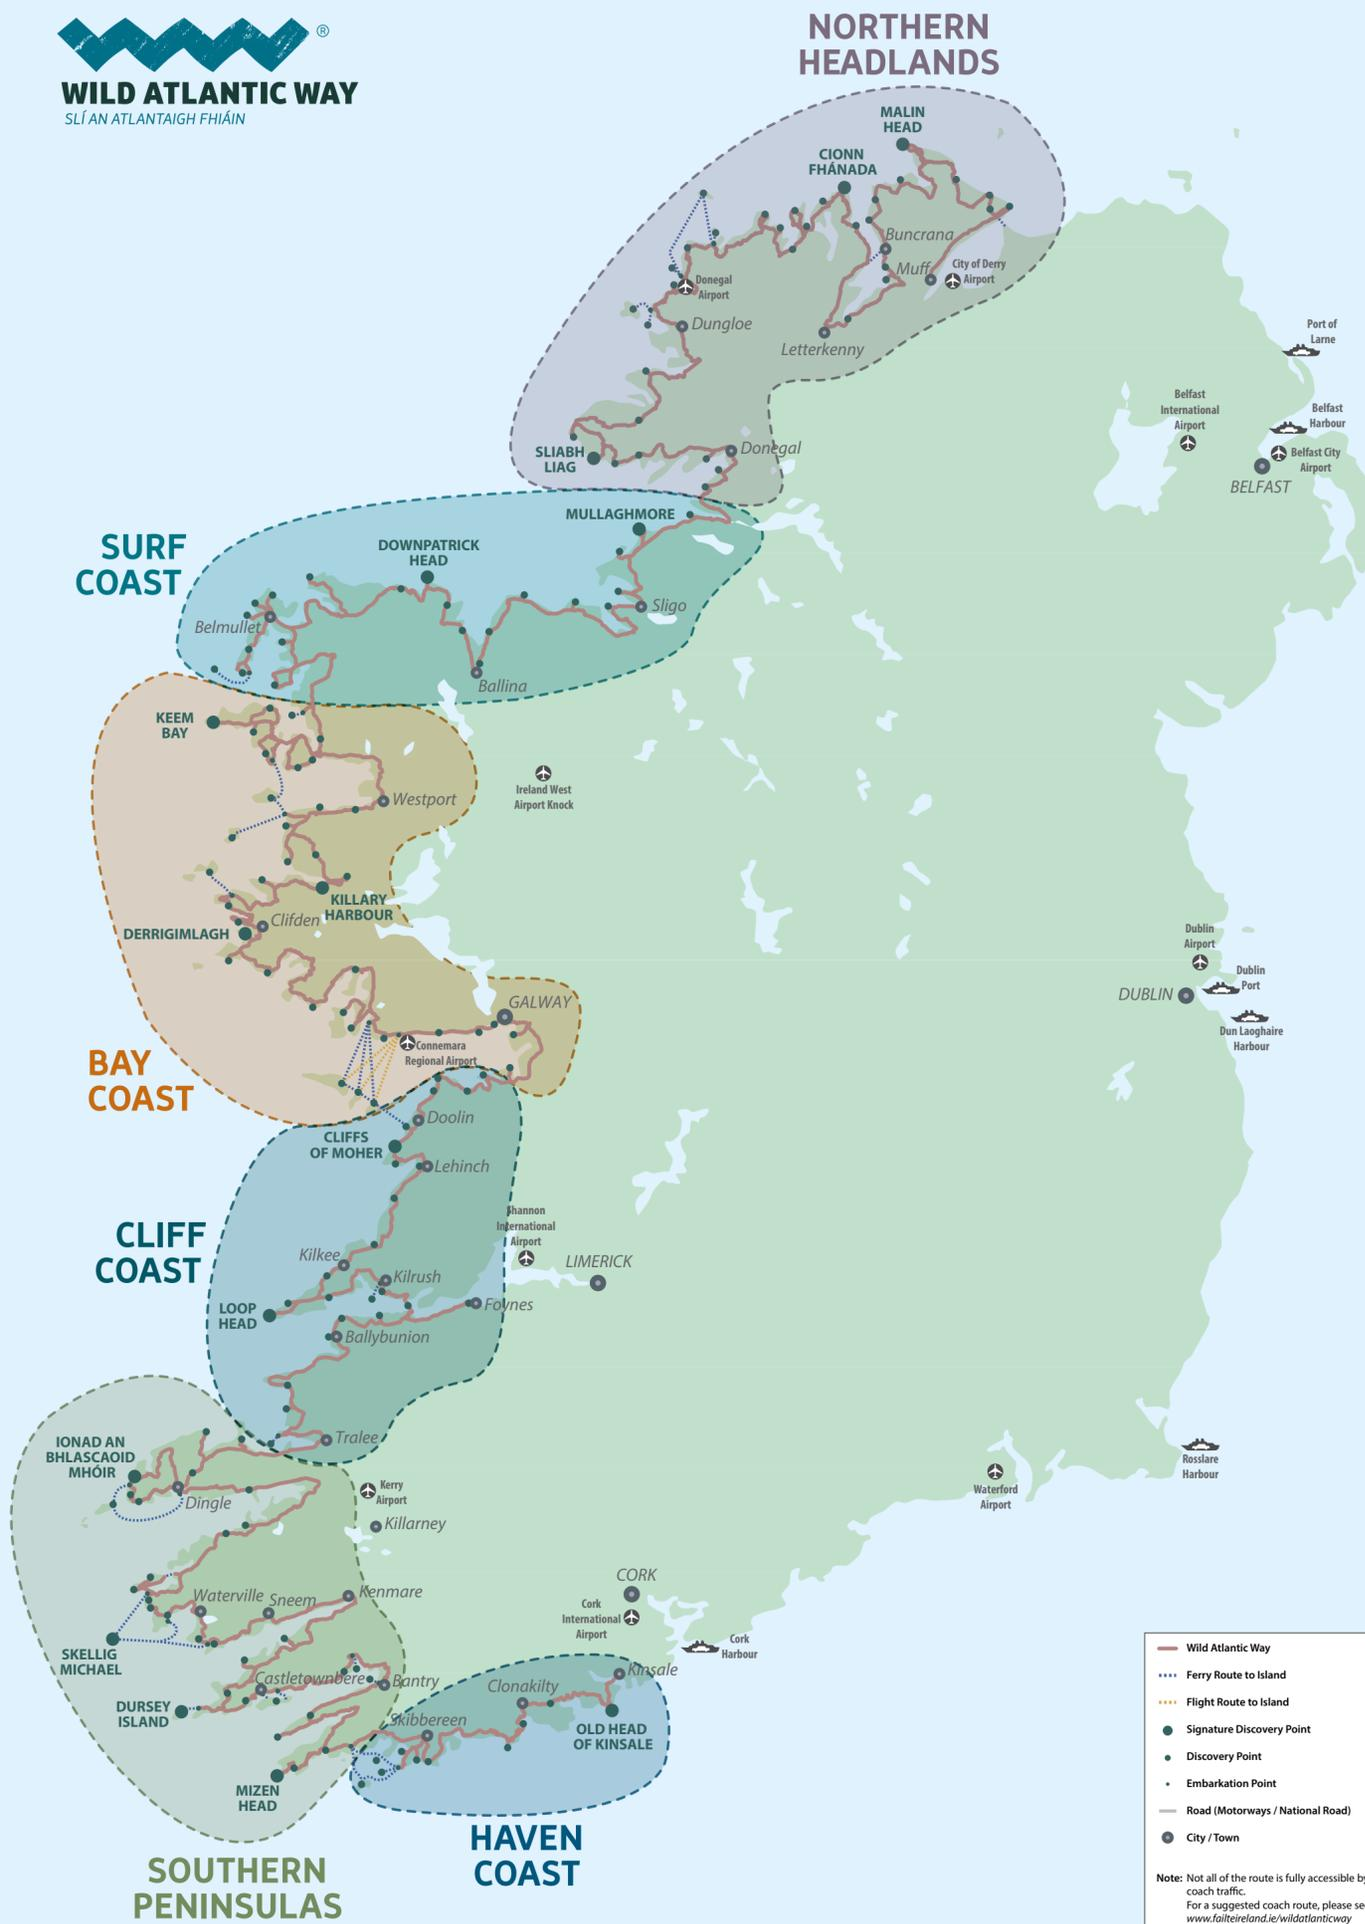 WILD ATLANTIC WAY
®
SLÍ AN ATLANTAIGH FHIÁIN
NORTHERN
HEADLANDS
MALIN
HEAD
CIONN
FHÁNADA
Buncrana
Muff
City of Derry
Airport
Donegal
Airport
Dungloe
Letterkenny
Port of
Larne
Belfast
International
Airport
Belfast
Harbour
Belfast City
Airport
BELFAST
SLIABH
LIAG
Donegal
SURF
COAST
MULLAGHMORE
DOWNPATRICK
HEAD
Sligo
Belmullet
Ballina
KEEM
BAY
Westport
Ireland West
Airport Knock
KILLARY
HARBOUR
Clifden
DERRIGIMLAGH
Dublin
Airport
DUBLIN
Dublin
Port
Dun Laoghaire
Harbour
GALWAY
Connemara
Regional Airport
BAY
COAST
Doolin
CLIFFS
OF MOHER
Lehinch
CLIFF
COAST
Shannon
International
Airport
LIMERICK
Kilkee
Kilrush
LOOP
HEAD
Foynes
Ballybunion
Tralee
IONAD AN
BHLASCAOID
MHÓIR
Dingle
Kerry
Airport
Killarney
Rosslare
Harbour
Waterford
Airport
CORK
Cork
International
Airport
Cork
Harbour
Waterville
Sneem
Kenmare
SKELLIG
MICHAEL
Castletownbere
Bantry
DURSEY
ISLAND
Kinsale
Clonakilty
Skibbereen
OLD HEAD
OF KINSALE
MIZEN
HEAD
HAVEN
COAST
SOUTHERN
PENINSULAS
Wild Atlantic Way
Ferry Route to Island
Flight Route to Island
Signature Discovery Point
Discovery Point
Embarkation Point
Road (Motorways / National Road)
City / Town
Note: Not all of the route is fully accessible by
coach traffic.
For a suggested coach route, please se
www.failteireland.ie/wildatlanticway